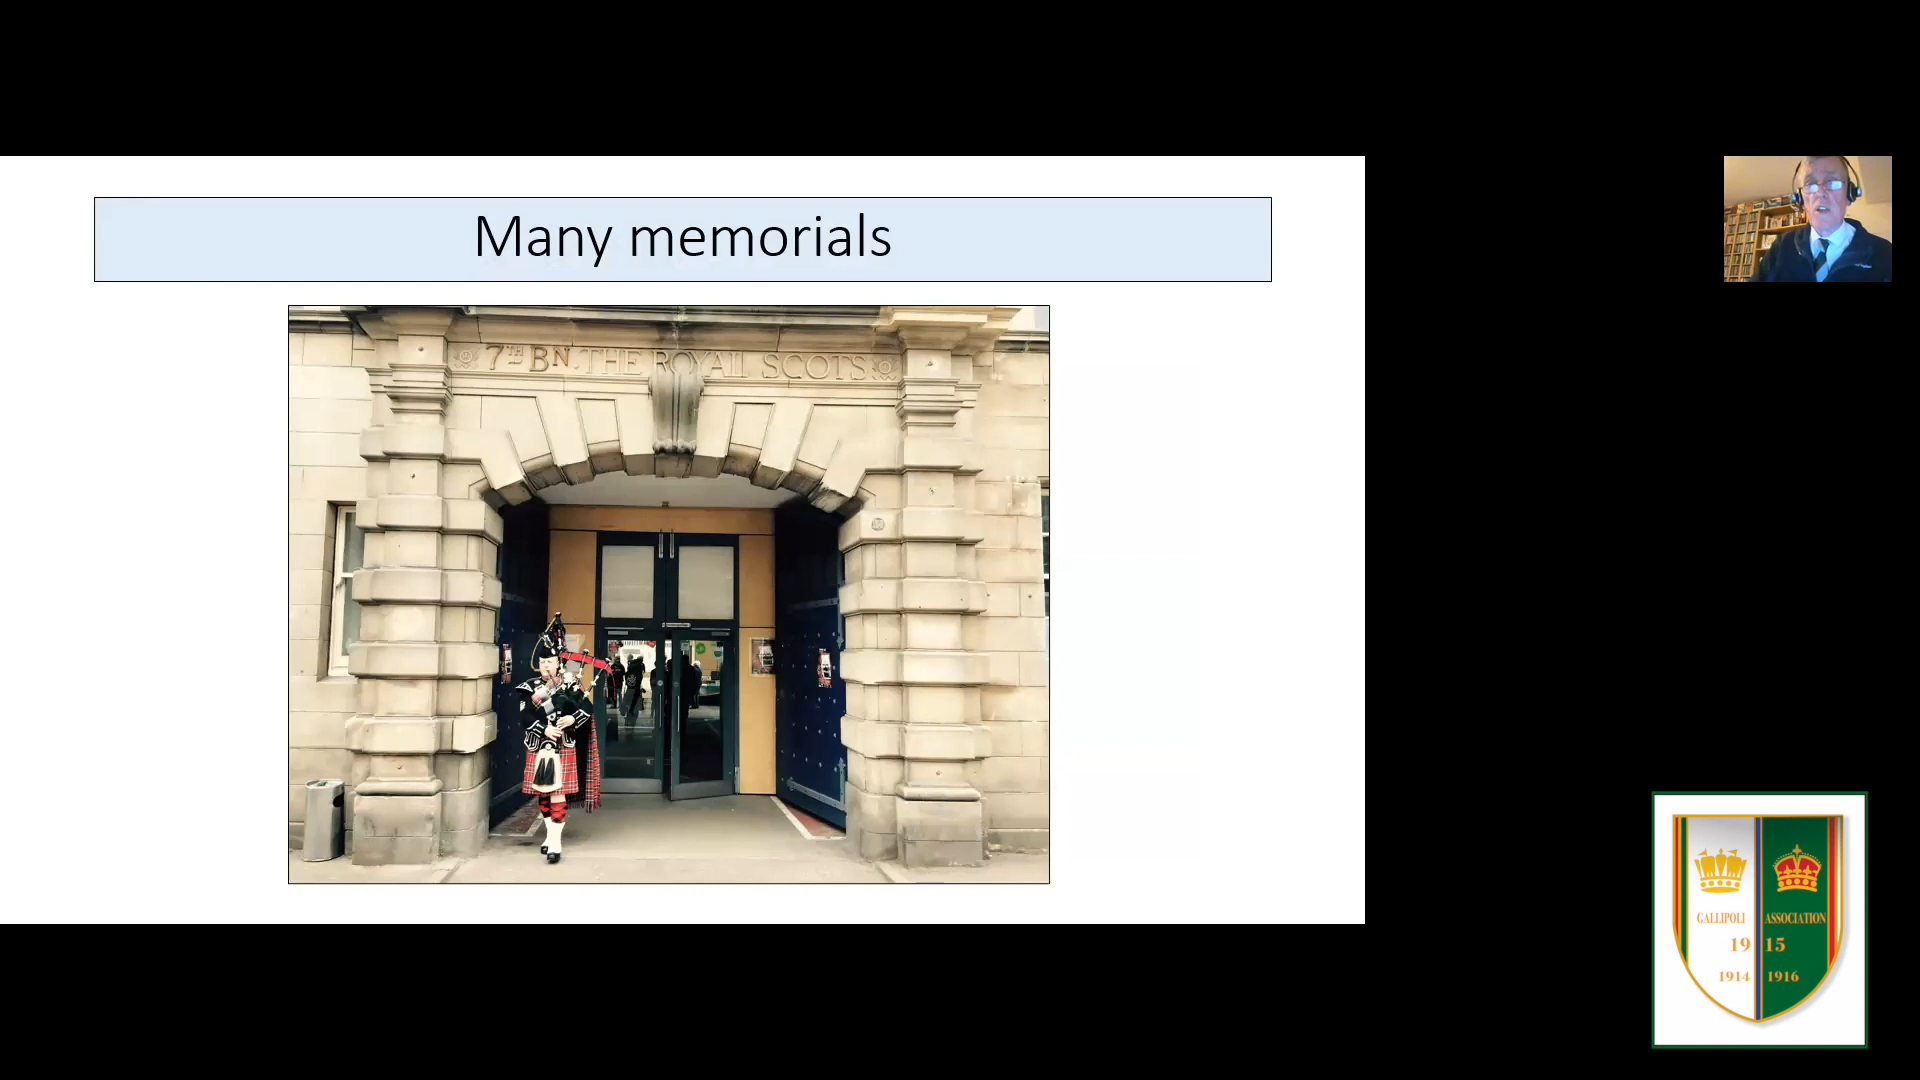 Many memorials
7TH BN. THE ROYAL SCOTS
GALLIPOLI ASSOCIATION
19 15
1914 1916